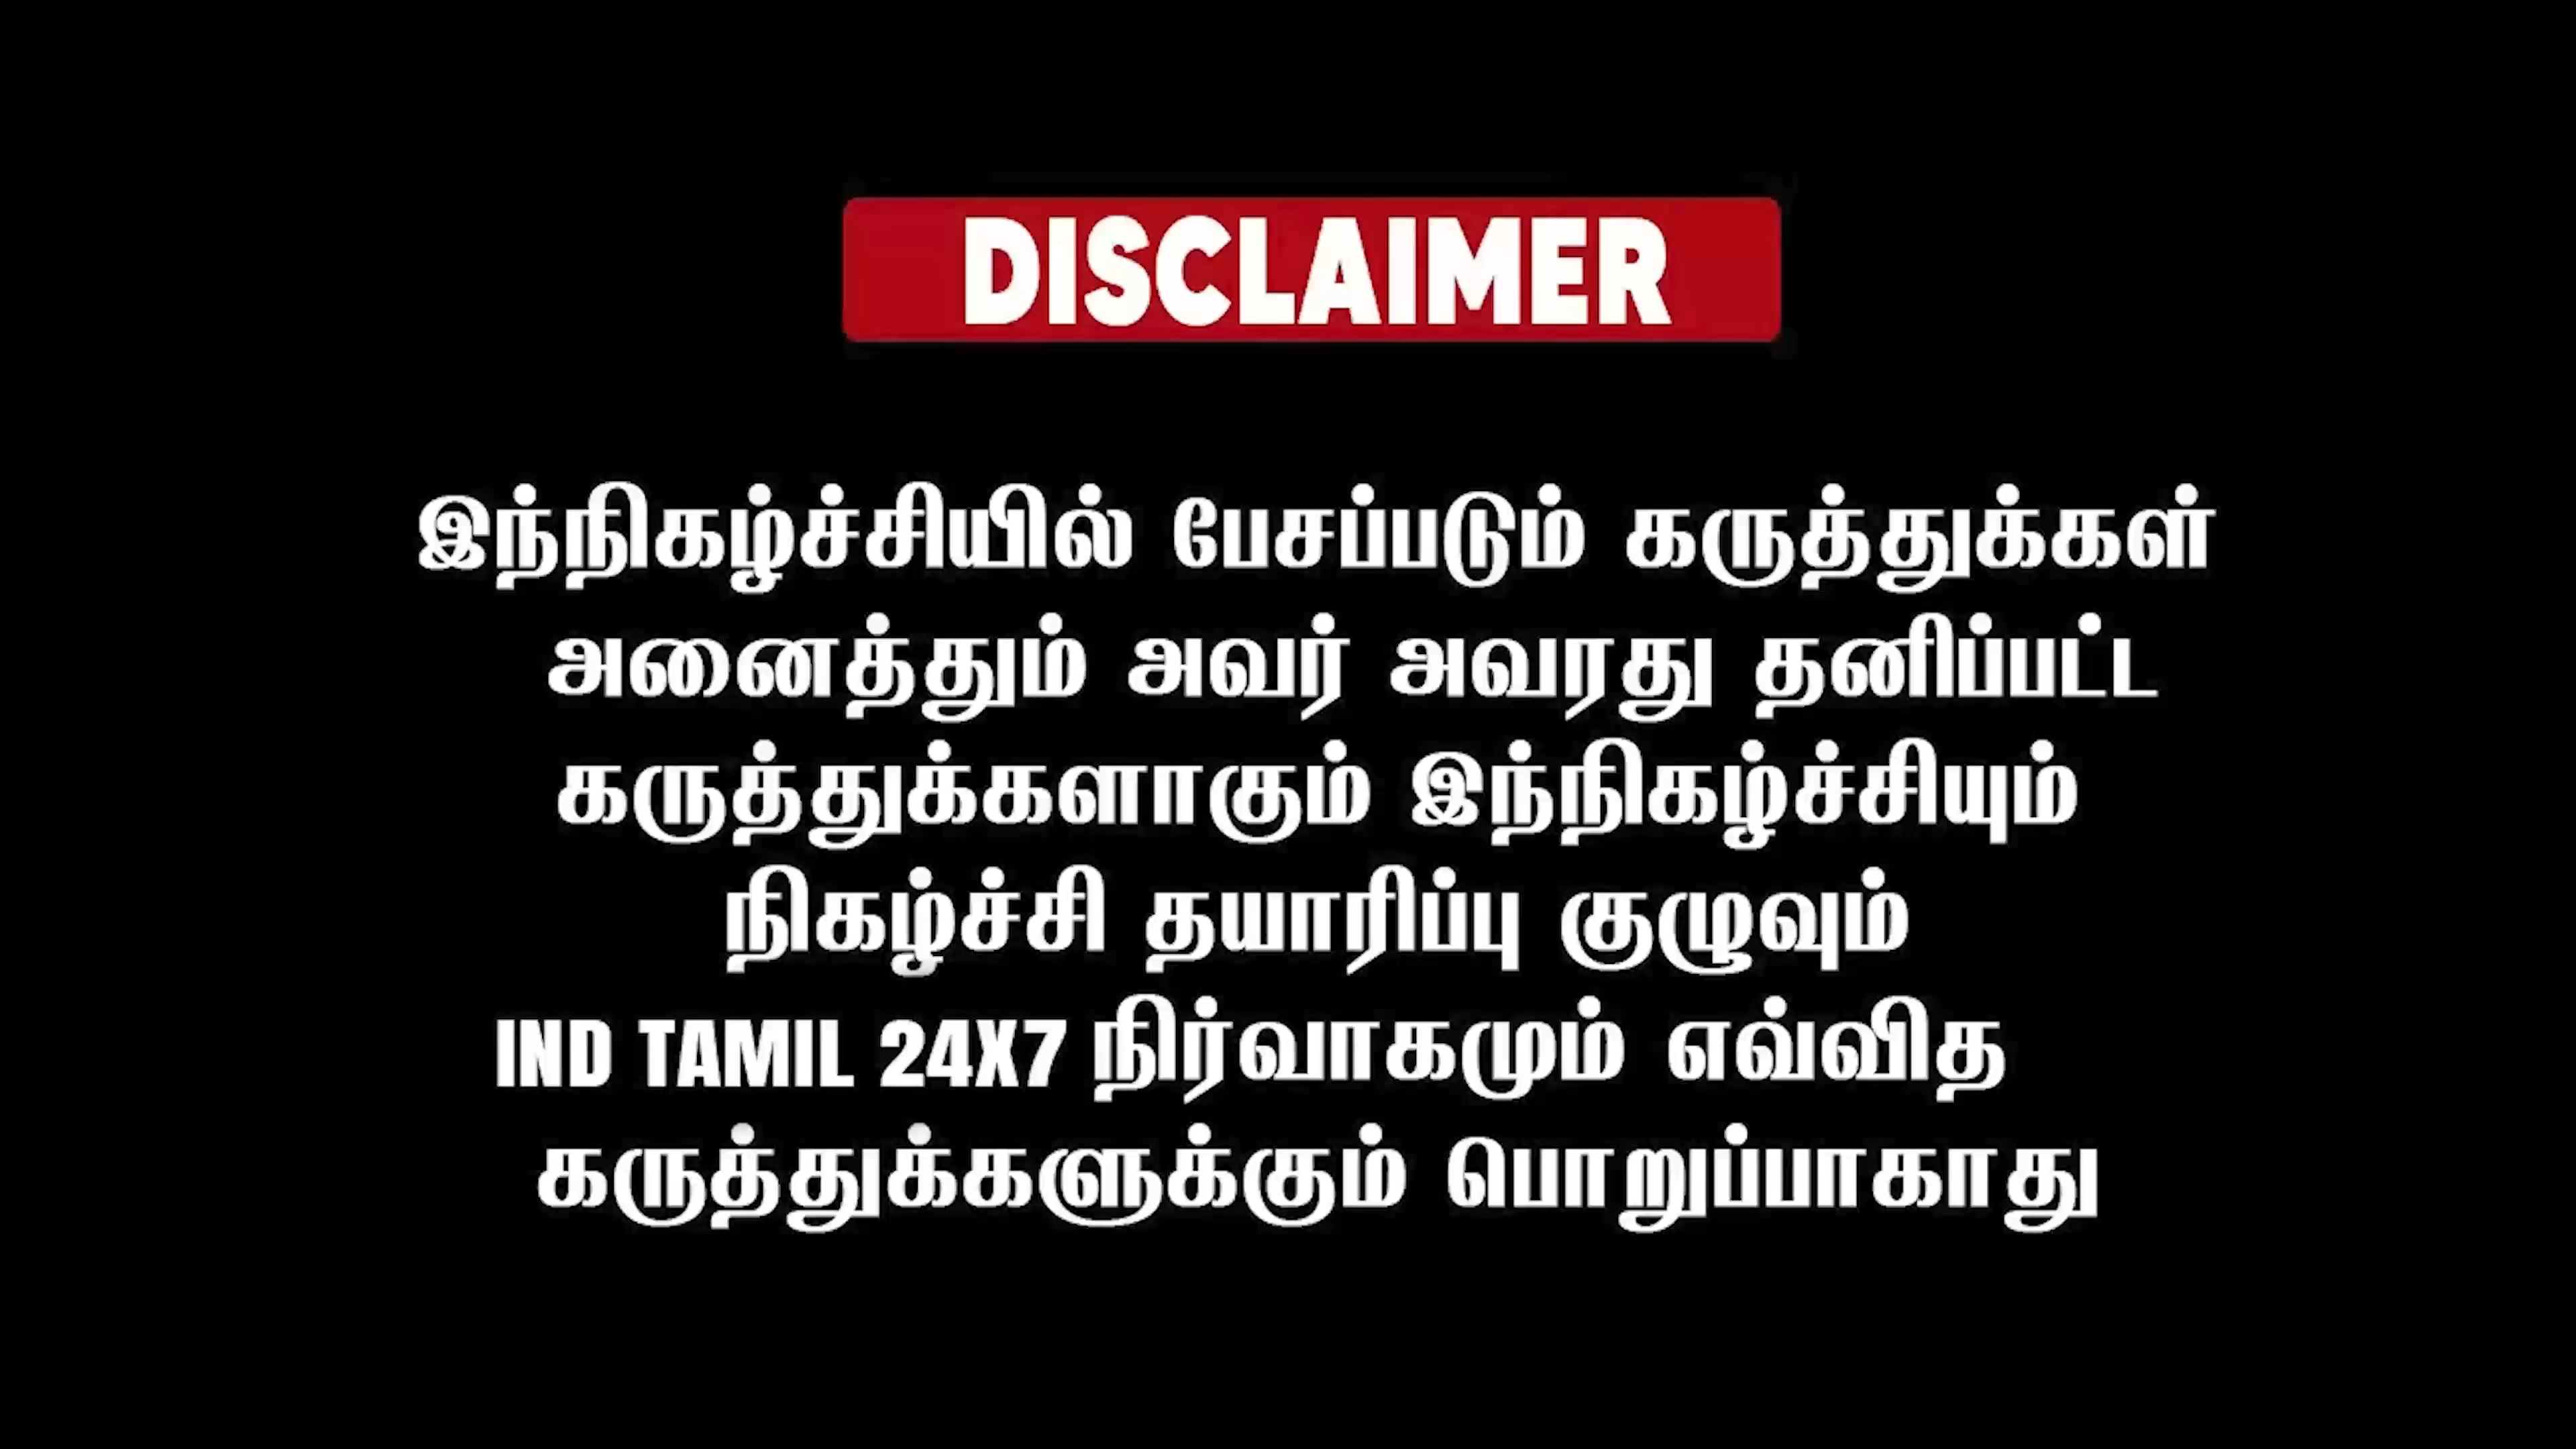 DISCLAIMER
இந்நிகழ்ச்சியில் பேசப்படும் கருத்துக்கள்
அனைத்தும் அவர் அவரது தனிப்பட்ட
கருத்துக்களாகும் இந்நிகழ்ச்சியும்
நிகழ்ச்சி தயாரிப்பு குழுவும்
IND TAMIL 24X7 நிர்வாகமும் எவ்வித
கருத்துக்களுக்கும் பொறுப்பாகாது